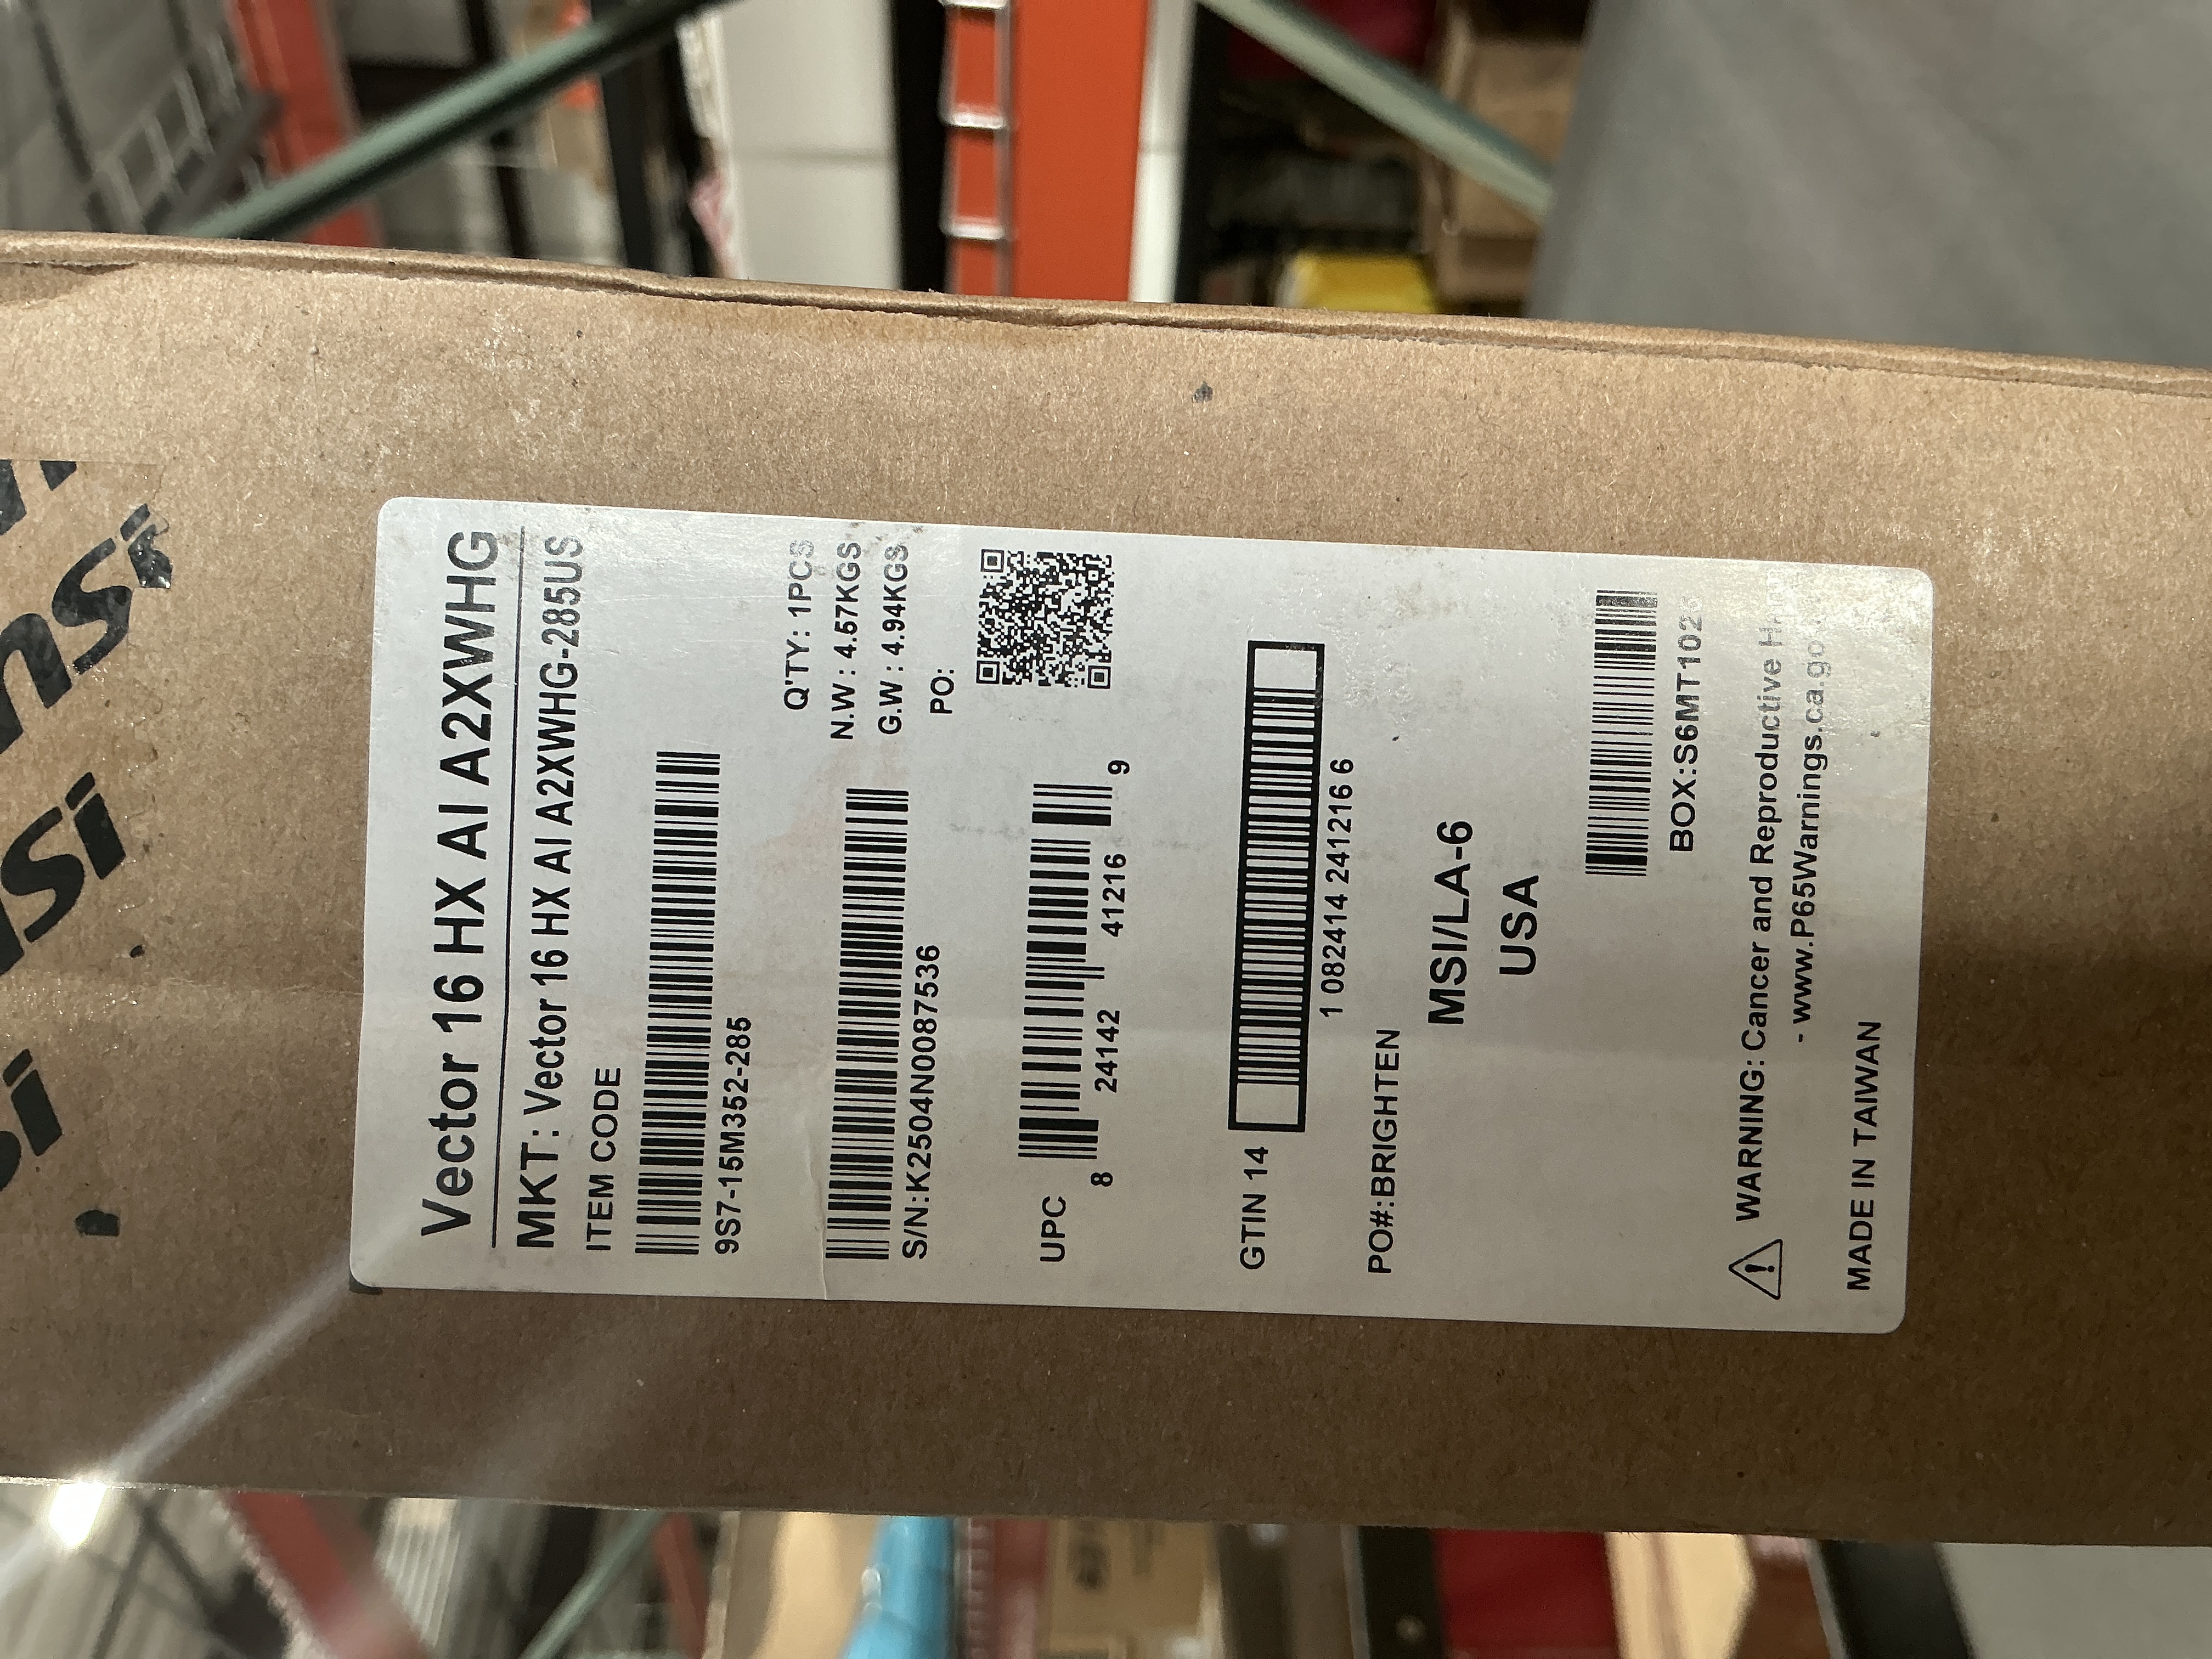 Vector 16 HX AI A2XWHG
MKT: Vector 16 HX AI A2XWHG-285US
ITEM CODE
9S7-15M352-285
Q'TY: 1PCS
N.W : 4.57KGS
G.W : 4.94KGS
PO:
S/N:K2504N0087536
UPC
8 24142 41216 9
GTIN 14
1 082414 241216 6
PO#:BRIGHTEN
MSI/LA-6
USA
BOX:S6MT102
WARNING: Cancer and Reproductive
- www.P65Warnings.ca.go
MADE IN TAIWAN
msi
msi